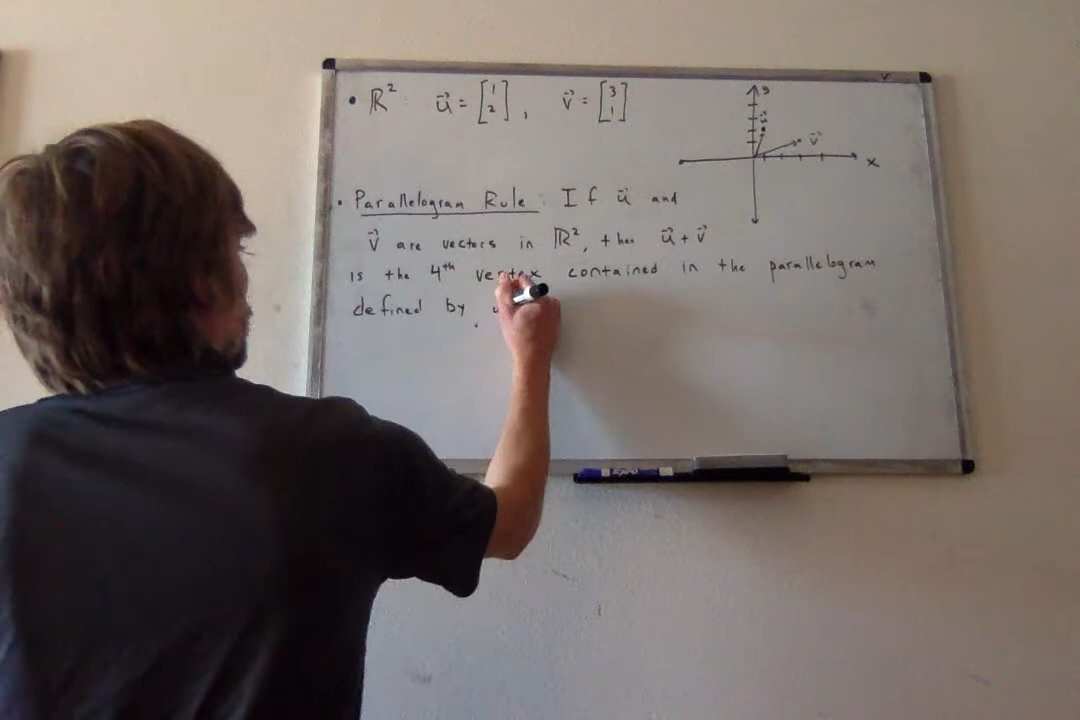 • ℝ² : u⃗ = [1 2], v⃗ = [3 1]
y
u⃗
v⃗
x
• Parallelogram Rule : If u⃗ and
v⃗ are vectors in ℝ², then u⃗ + v⃗
is the 4th vertex contained in the parallelogram
defined by